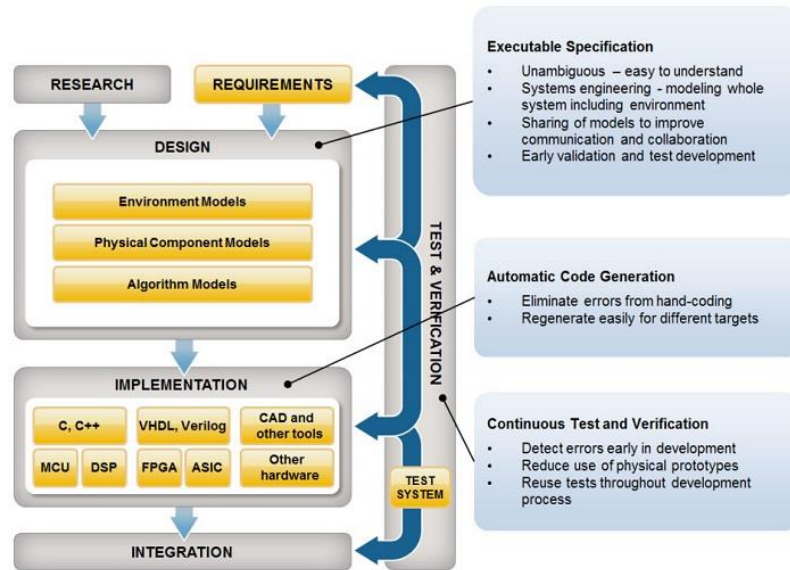 RESEARCH
REQUIREMENTS
DESIGN
Environment Models
Physical Component Models
Algorithm Models
IMPLEMENTATION
C, C++
VHDL, Verilog
CAD and
other tools
MCU
DSP
FPGA
ASIC
Other
hardware
INTEGRATION
TEST & VERIFICATION
TEST
SYSTEM
Executable Specification
• Unambiguous – easy to understand
• Systems engineering - modeling whole
system including environment
• Sharing of models to improve
communication and collaboration
• Early validation and test development
Automatic Code Generation
• Eliminate errors from hand-coding
• Regenerate easily for different targets
Continuous Test and Verification
• Detect errors early in development
• Reduce use of physical prototypes
• Reuse tests throughout development
process